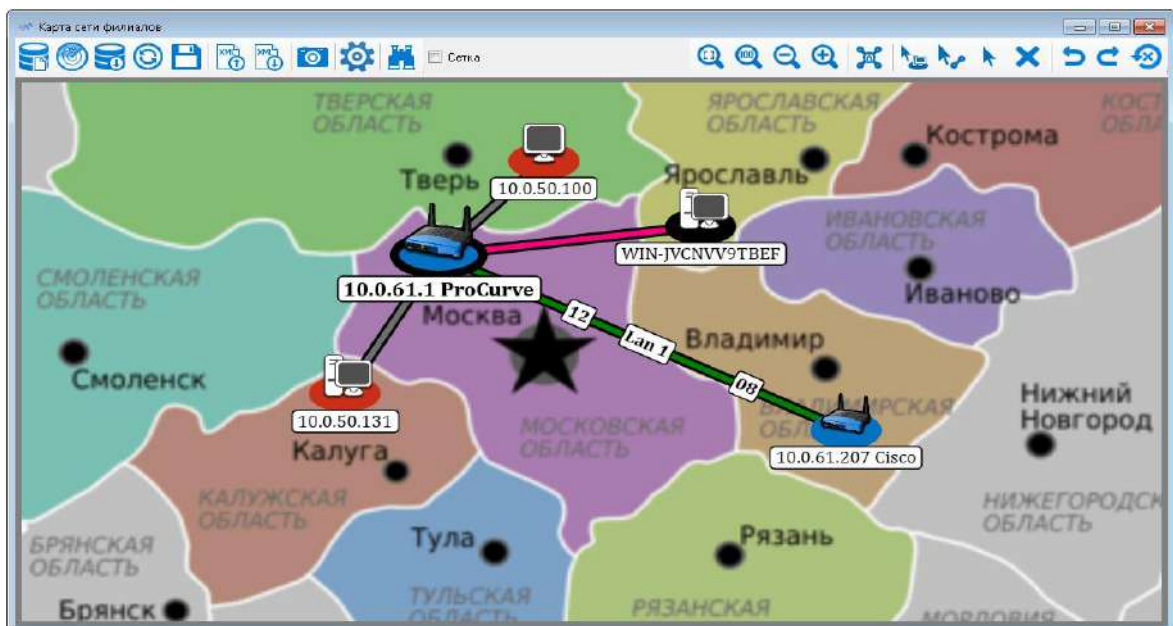 Карта сети филиалов
Сетка
ТВЕРСКАЯ
ОБЛАСТЬ
ЯРОСЛАВСКАЯ
ОБЛАСТЬ
Кострома
Тверь
10.0.50.100
Ярославль
ИВАНОВСКАЯ
ОБЛАСТЬ
WIN-JVCNVV9TBEF
СМОЛЕНСКАЯ
ОБЛАСТЬ
10.0.61.1 ProCurve
Иваново
Москва
12
Lan 1
08
Владимир
Смоленск
Нижний
Новгород
10.0.50.131
МОСКОВСКАЯ
ОБЛАСТЬ
Калуга
10.0.61.207 Cisco
КАЛУЖСКАЯ
ОБЛАСТЬ
НИЖЕГОРОДСК
ОБЛАСТЬ
Тула
Рязань
БРЯНСКАЯ
ОБЛАСТЬ
Брянск
ТУЛЬСКАЯ
РЯЗАНСКАЯ